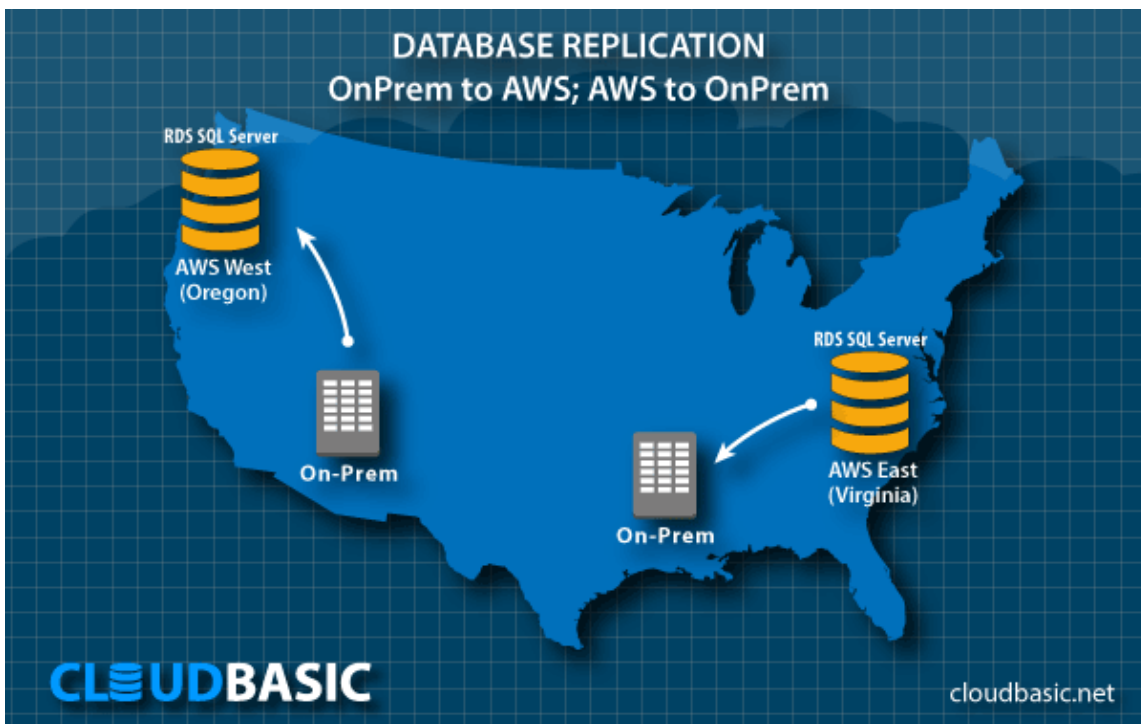 DATABASE REPLICATION
OnPrem to AWS; AWS to OnPrem
RDS SQL Server
AWS West
(Oregon)
On-Prem
RDS SQL Server
AWS East
(Virginia)
On-Prem
CLOUDBASIC
cloudbasic.net